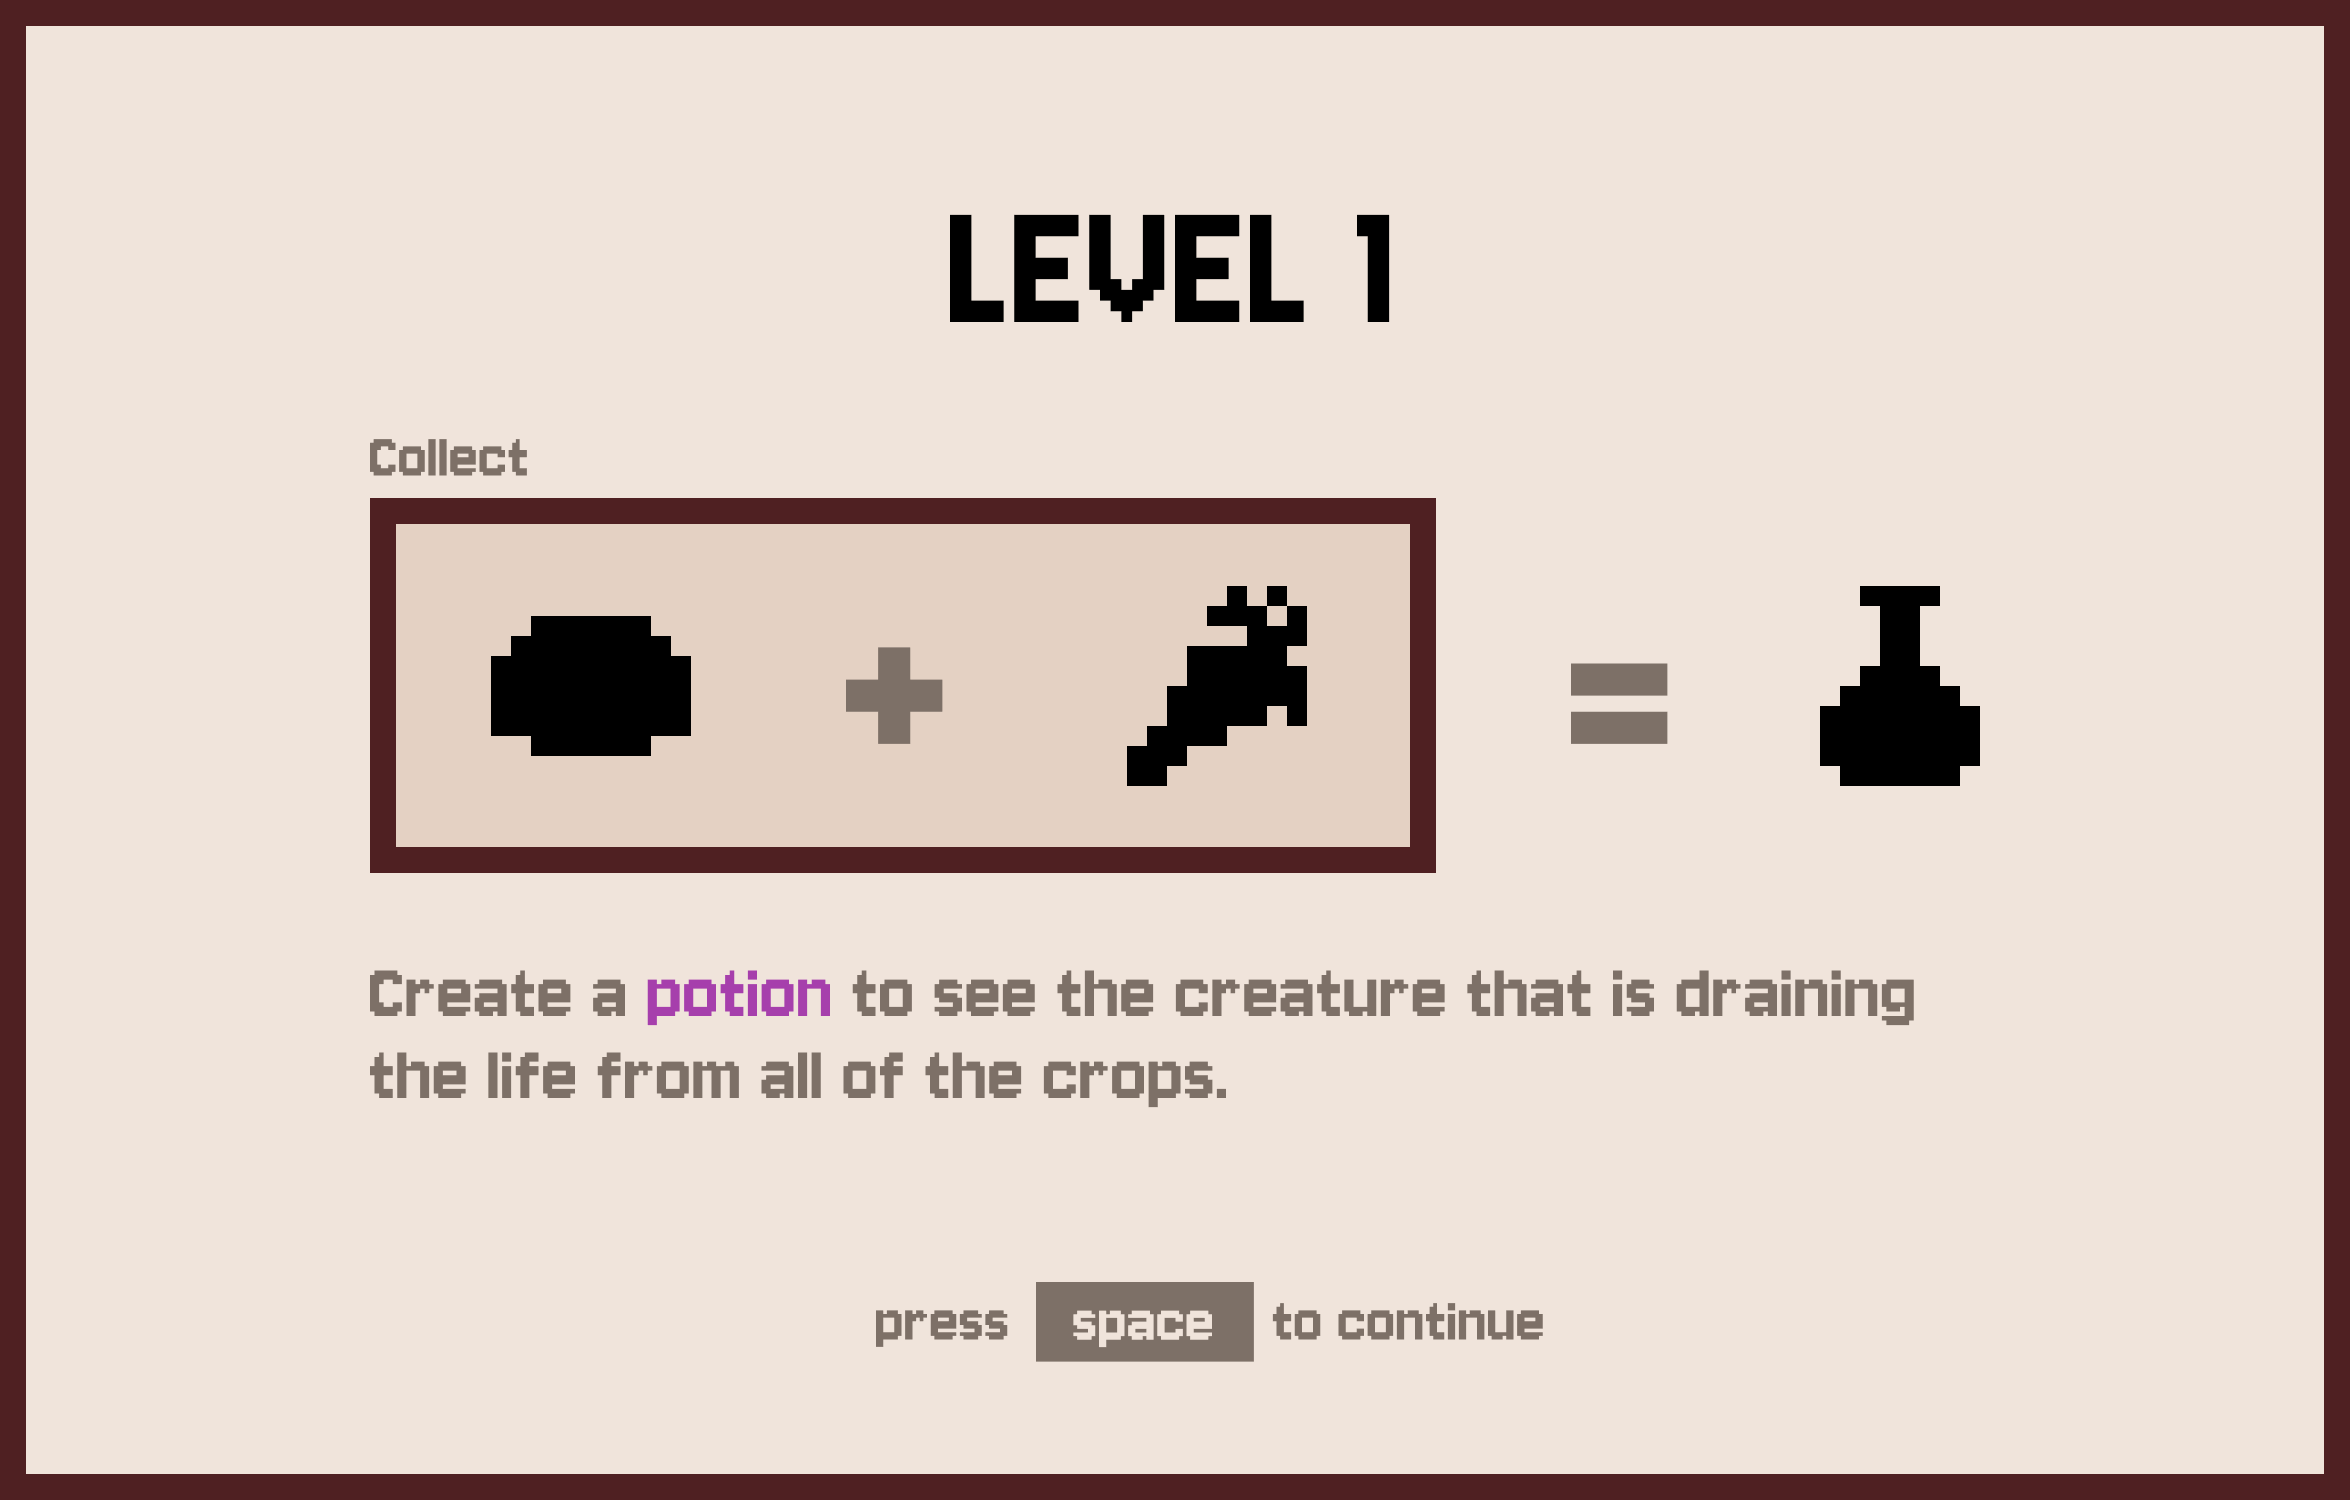 LEVEL 1
Collect
+ =
Create a potion to see the creature that is draining
the life from all of the crops.
press space to continue